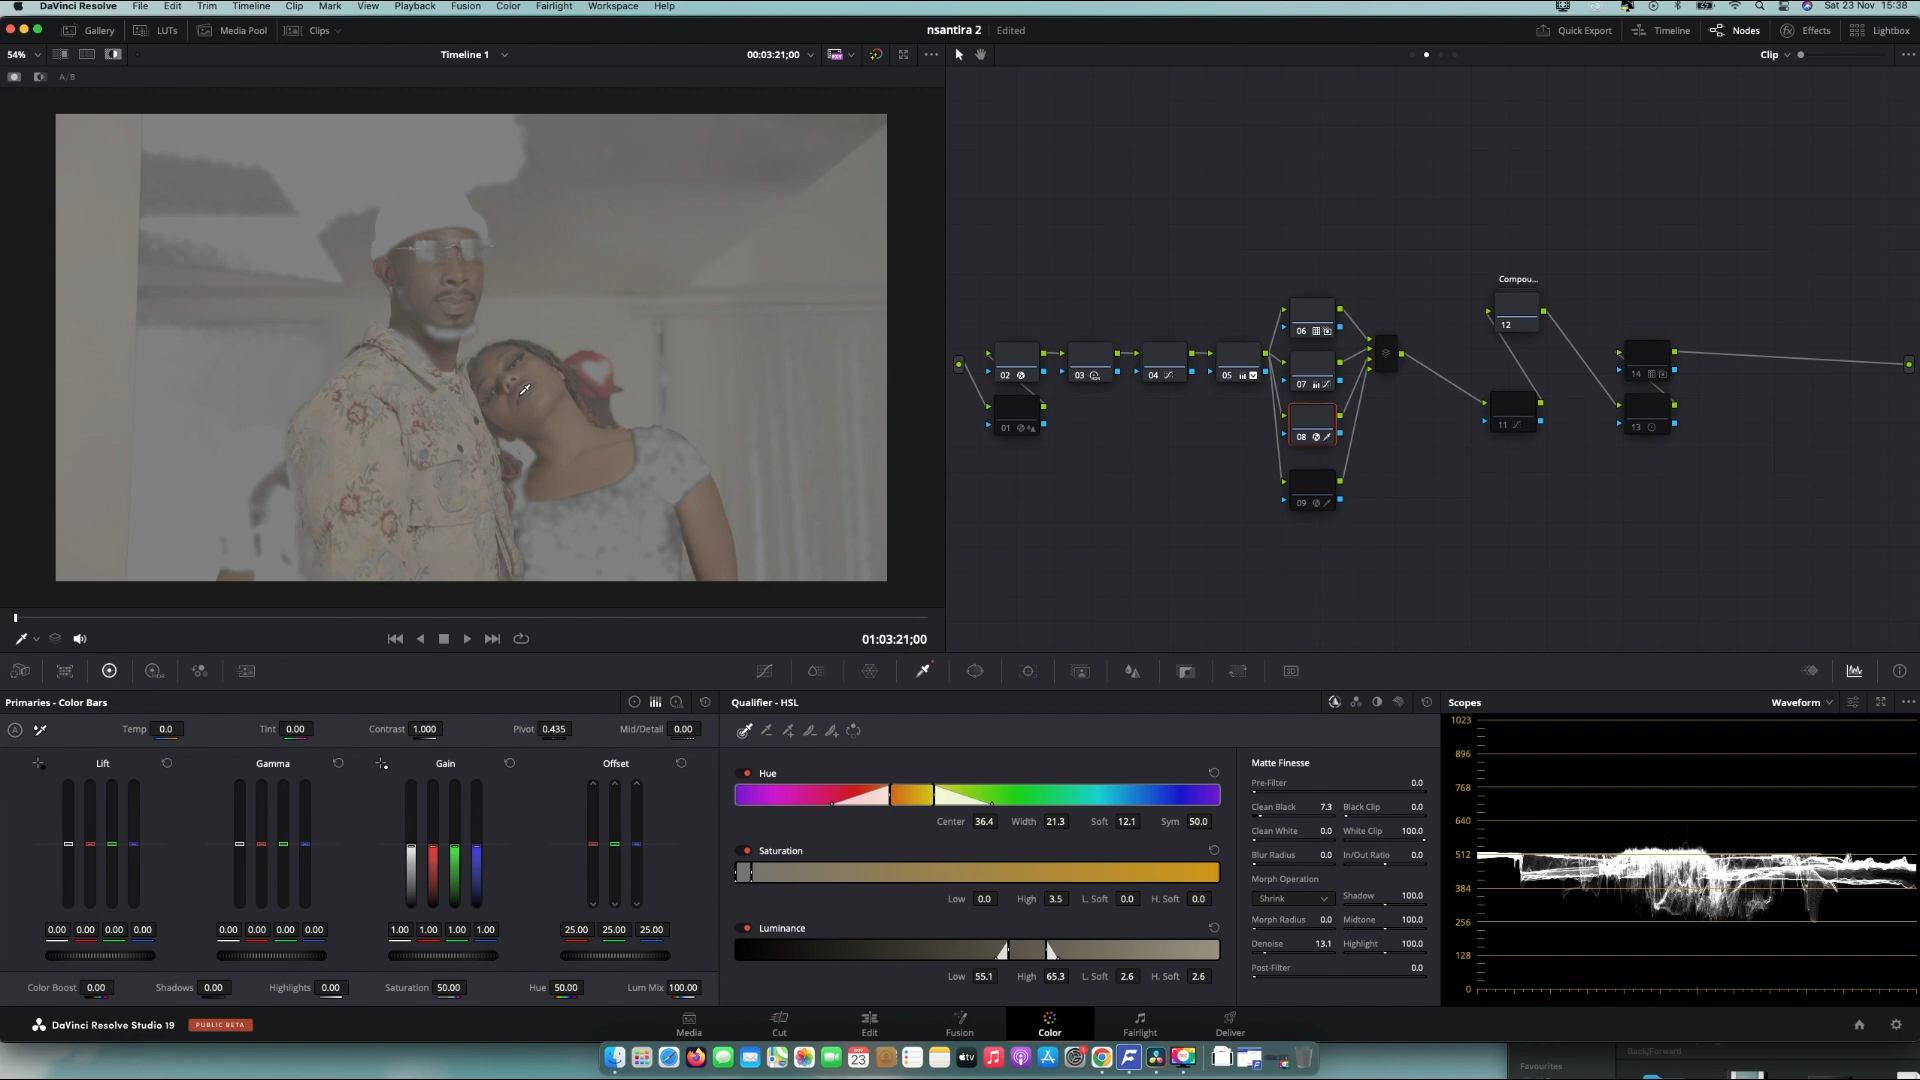 DaVinci Resolve File Edit Trim Timeline Clip Mark View Playback Fusion Color Fairlight Workspace Help Sat 23 Nov 15:38
Gallery LUTs Media Pool Clips nsantira 2 Edited Quick Export Timeline Nodes Effects Lightbox
54% Timeline 1 00:03:21;00 Clip
A/B
Compou...
12
06
02 03 04 05 07
14
01 08 11 13
09
01:03:21;00
Primaries - Color Bars
Temp 0.0 Tint 0.00 Contrast 1.000 Pivot 0.435 Mid/Detail 0.00
Lift Gamma Gain Offset
0.00 0.00 0.00 0.00 0.00 0.00 0.00 0.00 1.00 1.00 1.00 1.00 25.00 25.00 25.00
Color Boost 0.00 Shadows 0.00 Highlights 0.00 Saturation 50.00 Hue 50.00 Lum Mix 100.00
Qualifier - HSL
Hue
Center 36.4 Width 21.3 Soft 12.1 Sym 50.0
Saturation
Low 0.0 High 3.5 L. Soft 0.0 H. Soft 0.0
Luminance
Low 55.1 High 65.3 L. Soft 2.6 H. Soft 2.6
Matte Finesse
Pre-Filter 0.0
Clean Black 7.3 Black Clip 0.0
Clean White 0.0 White Clip 100.0
Blur Radius 0.0 In/Out Ratio 0.0
Morph Operation
Shrink Shadow 100.0
Morph Radius 0.0 Midtone 100.0
Denoise 13.1 Highlight 100.0
Post-Filter 0.0
Scopes Waveform
1023
896
768
640
512
384
256
128
0
DaVinci Resolve Studio 19 PUBLIC BETA
Media Cut Edit Fusion Color Fairlight Deliver
NOV 23 tv
Back/Forward
Favourites